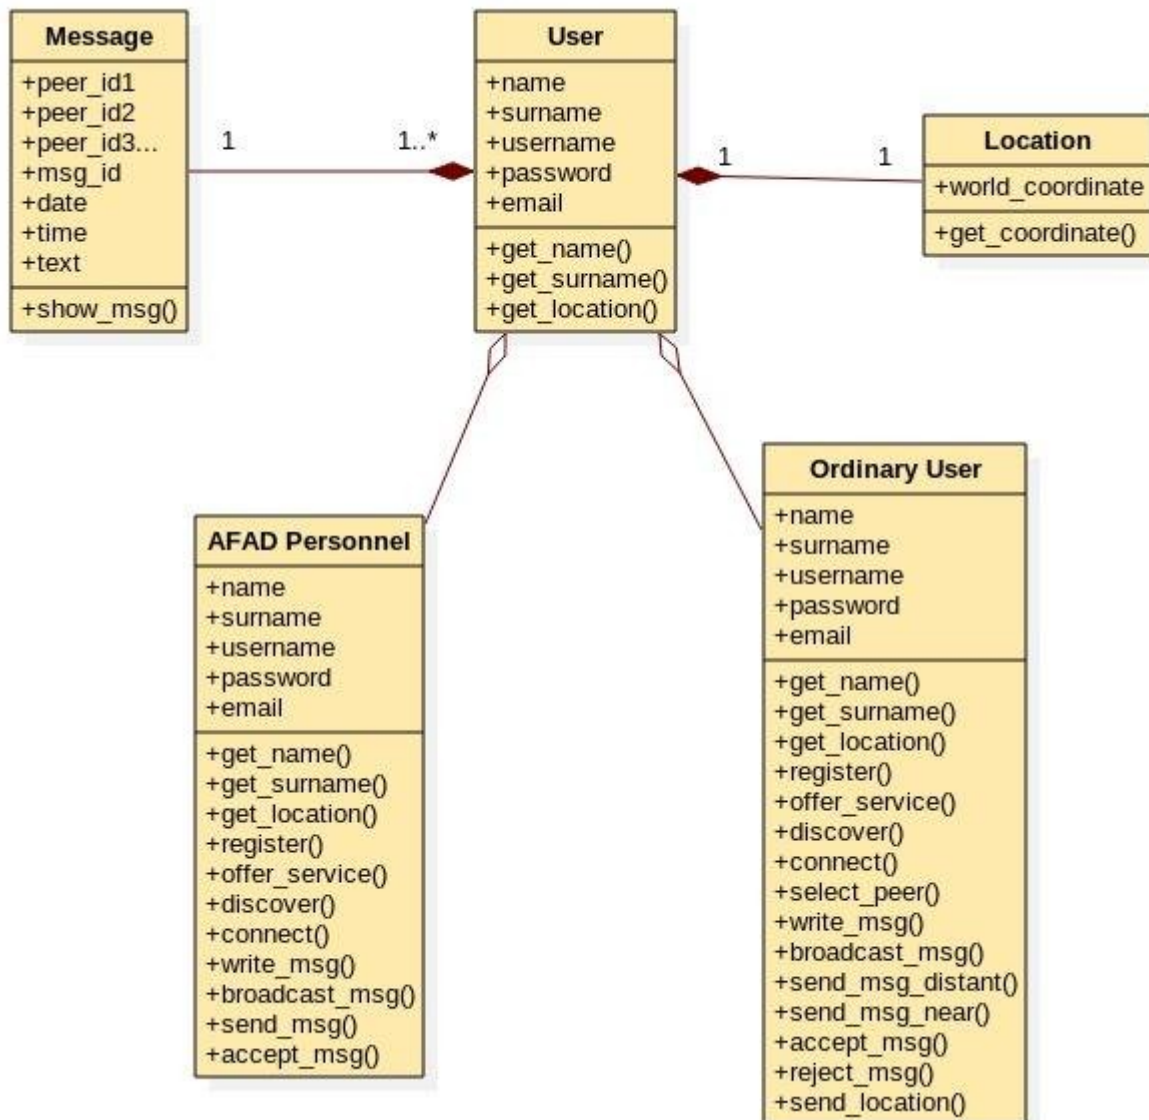 Message
+peer_id1
+peer_id2
+peer_id3...
+msg_id
+date
+time
+text
+show_msg()
1
1..*
User
+name
+surname
+username
+password
+email
+get_name()
+get_surname()
+get_location()
1
1
Location
+world_coordinate
+get_coordinate()
AFAD Personnel
+name
+surname
+username
+password
+email
+get_name()
+get_surname()
+get_location()
+register()
+offer_service()
+discover()
+connect()
+write_msg()
+broadcast_msg()
+send_msg()
+accept_msg()
Ordinary User
+name
+surname
+username
+password
+email
+get_name()
+get_surname()
+get_location()
+register()
+offer_service()
+discover()
+connect()
+select_peer()
+write_msg()
+broadcast_msg()
+send_msg_distant()
+send_msg_near()
+accept_msg()
+reject_msg()
+send_location()